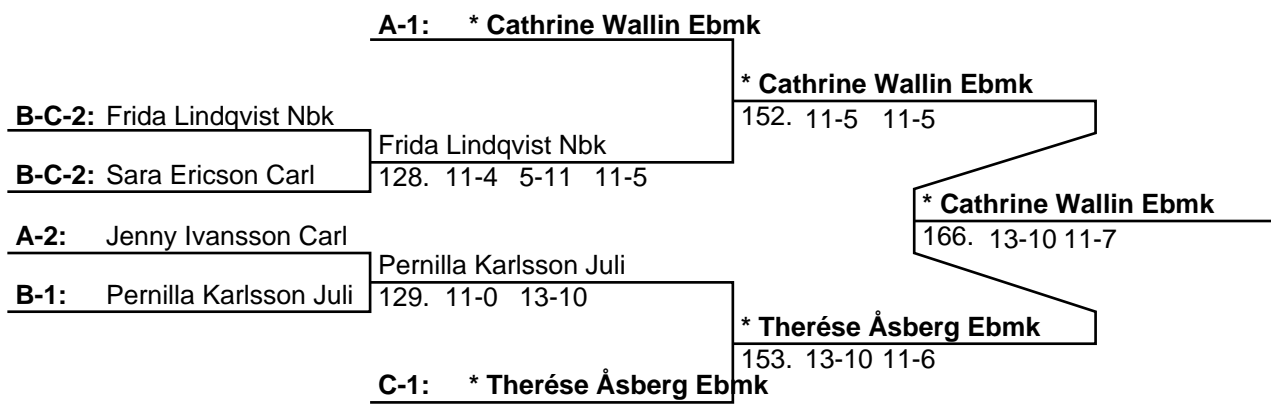 A-1: * Cathrine Wallin Ebmk
* Cathrine Wallin Ebmk
B-C-2: Frida Lindqvist Nbk
152. 11-5 11-5
Frida Lindqvist Nbk
B-C-2: Sara Ericson Carl
128. 11-4 5-11 11-5
* Cathrine Wallin Ebmk
A-2: Jenny Ivansson Carl
166. 13-10 11-7
Pernilla Karlsson Juli
B-1: Pernilla Karlsson Juli
129. 11-0 13-10
* Therése Åsberg Ebmk
153. 13-10 11-6
C-1: * Therése Åsberg Ebmk